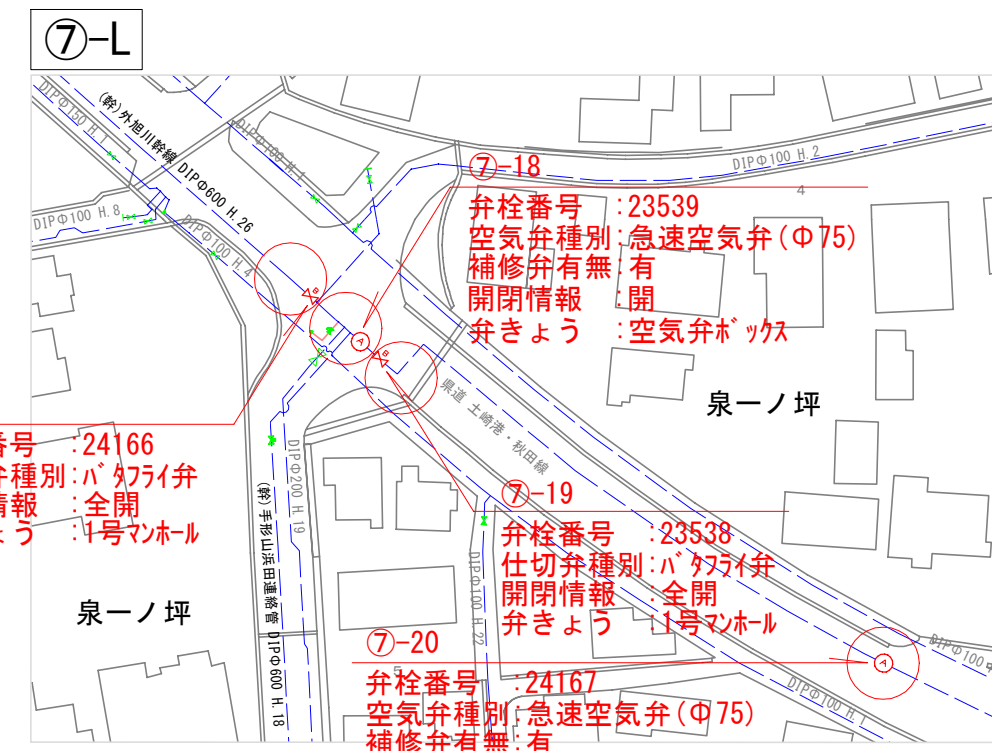 ⑦-L
DIPΦ150 H.1
(幹)外旭川幹線 DIPΦ600 H.26
DIPΦ100 H.1
DIPΦ100 H.2
DIPΦ100 H.8
DIPΦ100 H.4
4
⑦-18
弁栓番号 :23539
空気弁種別:急速空気弁(Φ75)
補修弁有無:有
開閉情報 :開
弁きょう :空気弁ボックス
B
A
B
県道 土崎港・秋田線
泉一ノ坪
番号 :24166
弁種別:バタフライ弁
情報 :全開
ょう :1号マンホール
DIPΦ200 H.19
(幹)手形山浜田連絡管 DIPΦ600 H.18
⑦-19
弁栓番号 :23538
仕切弁種別:バタフライ弁
開閉情報 :全開
弁きょう :1号マンホール
DIPΦ100 H.22
泉一ノ坪
⑦-20
弁栓番号 :24167
空気弁種別:急速空気弁(Φ75)
補修弁有無:有
5
A
DIPΦ100
DIPΦ100 H.1